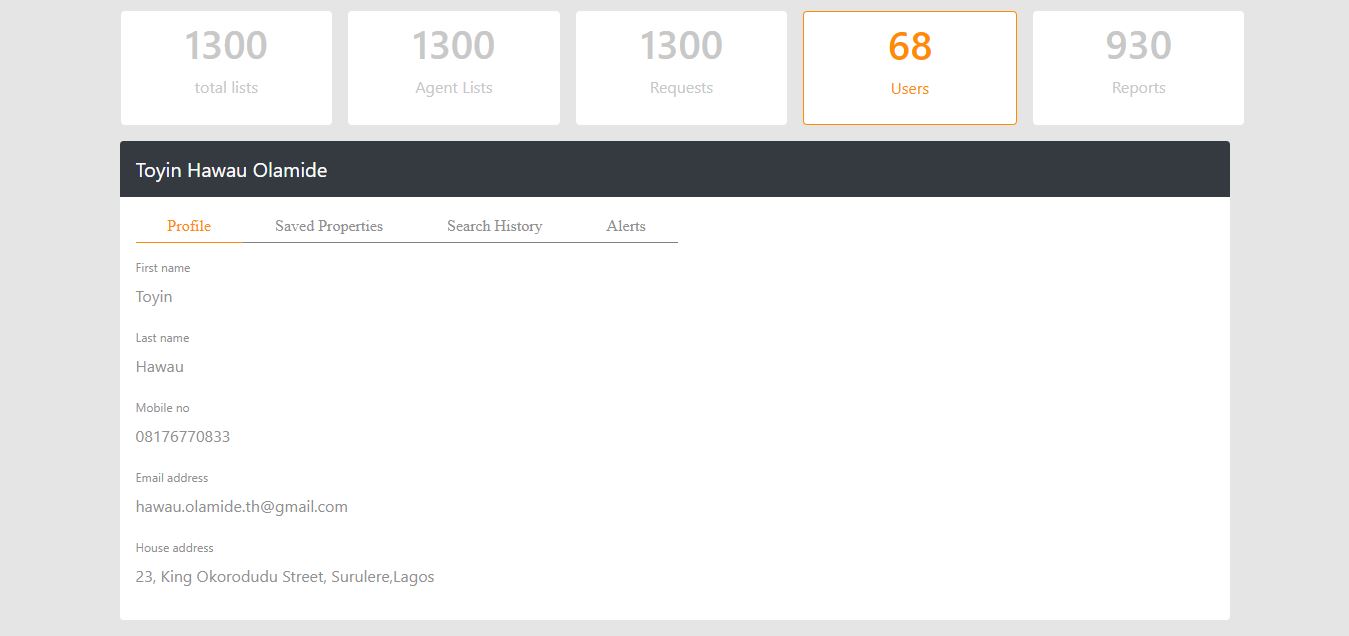 1300 1300 1300 68 930
total lists Agent Lists Requests Users Reports
Toyin Hawau Olamide
Profile Saved Properties Search History Alerts
First name
Toyin
Last name
Hawau
Mobile no
08176770833
Email address
hawau.olamide.th@gmail.com
House address
23, King Okorodudu Street, Surulere,Lagos